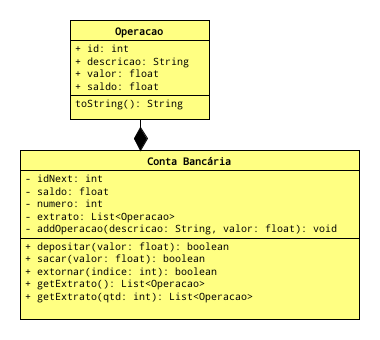 Operacao
+ id: int
+ descricao: String
+ valor: float
+ saldo: float
toString(): String
Conta Bancária
- idNext: int
- saldo: float
- numero: int
- extrato: List<Operacao>
- addOperacao(descricao: String, valor: float): void
+ depositar(valor: float): boolean
+ sacar(valor: float): boolean
+ extornar(indice: int): boolean
+ getExtrato(): List<Operacao>
+ getExtrato(qtd: int): List<Operacao>